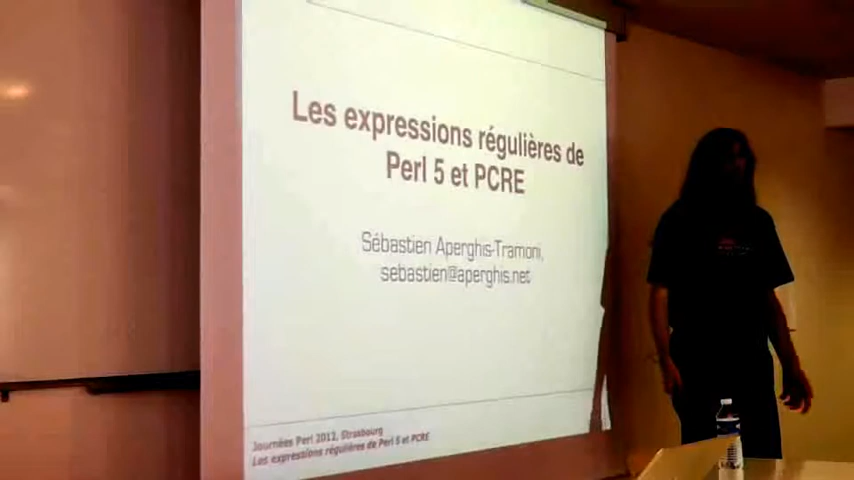 Les expressions régulières de
Perl 5 et PCRE
Sébastien Aperghis-Tramoni,
sebastien@aperghis.net
Journées Perl 2012, Strasbourg
Les expressions régulières de Perl 5 et PCRE